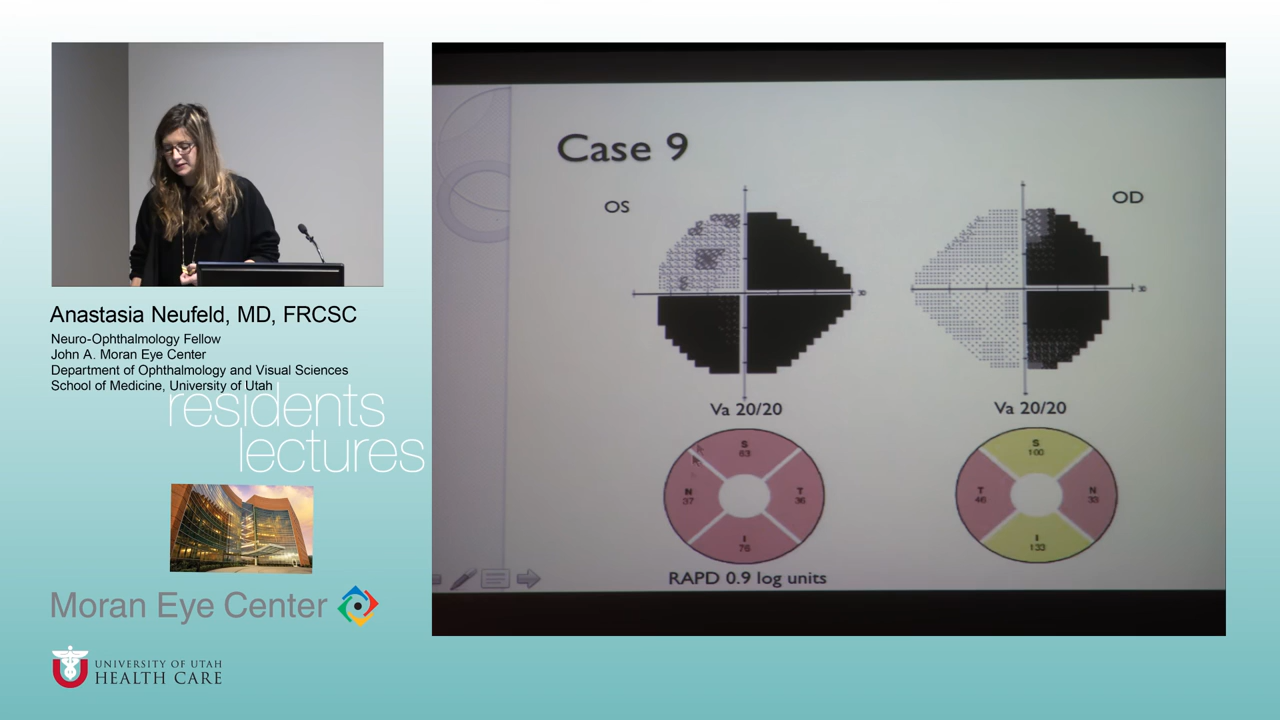 Case 9
OS
OD
30
30
Va 20/20
Va 20/20
S
63
N
37
T
36
I
76
S
100
T
46
N
33
I
133
RAPD 0.9 log units
Anastasia Neufeld, MD, FRCSC
Neuro-Ophthalmology Fellow
John A. Moran Eye Center
Department of Ophthalmology and Visual Sciences
School of Medicine, University of Utah
residents
lectures
Moran Eye Center
U
UNIVERSITY OF UTAH
HEALTH CARE